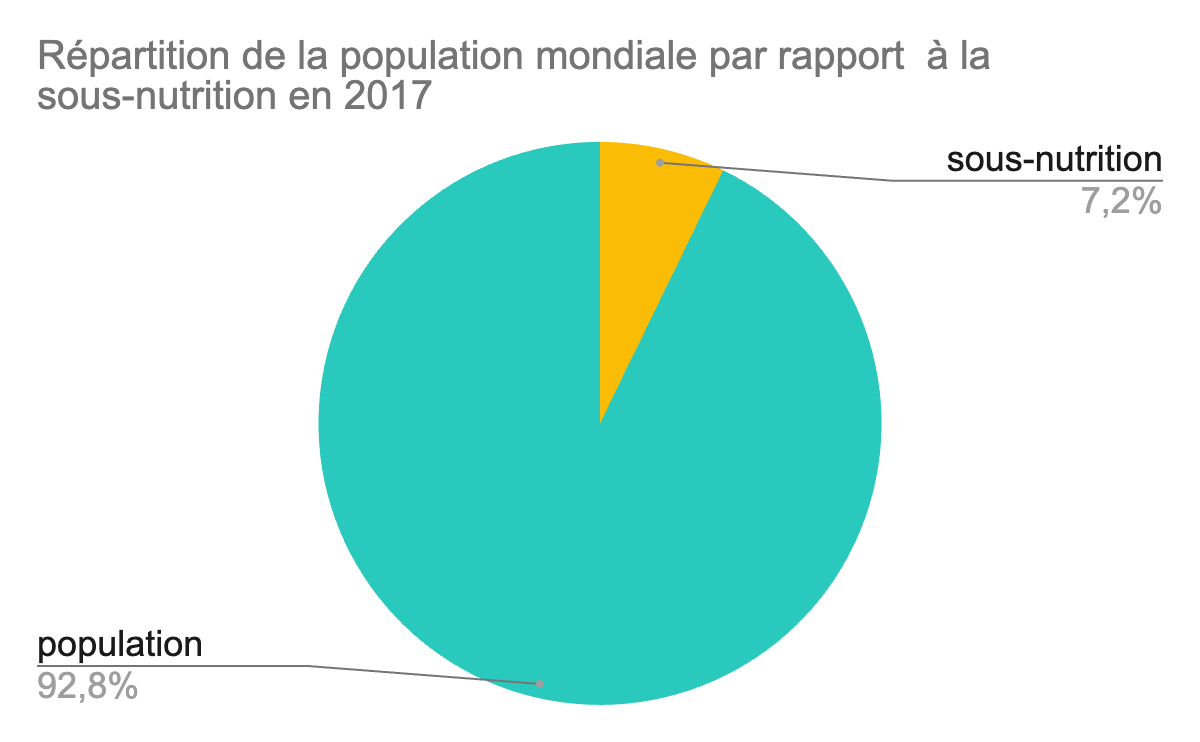 Répartition de la population mondiale par rapport  à la
sous-nutrition en 2017
sous-nutrition
7,2%
population
92,8%